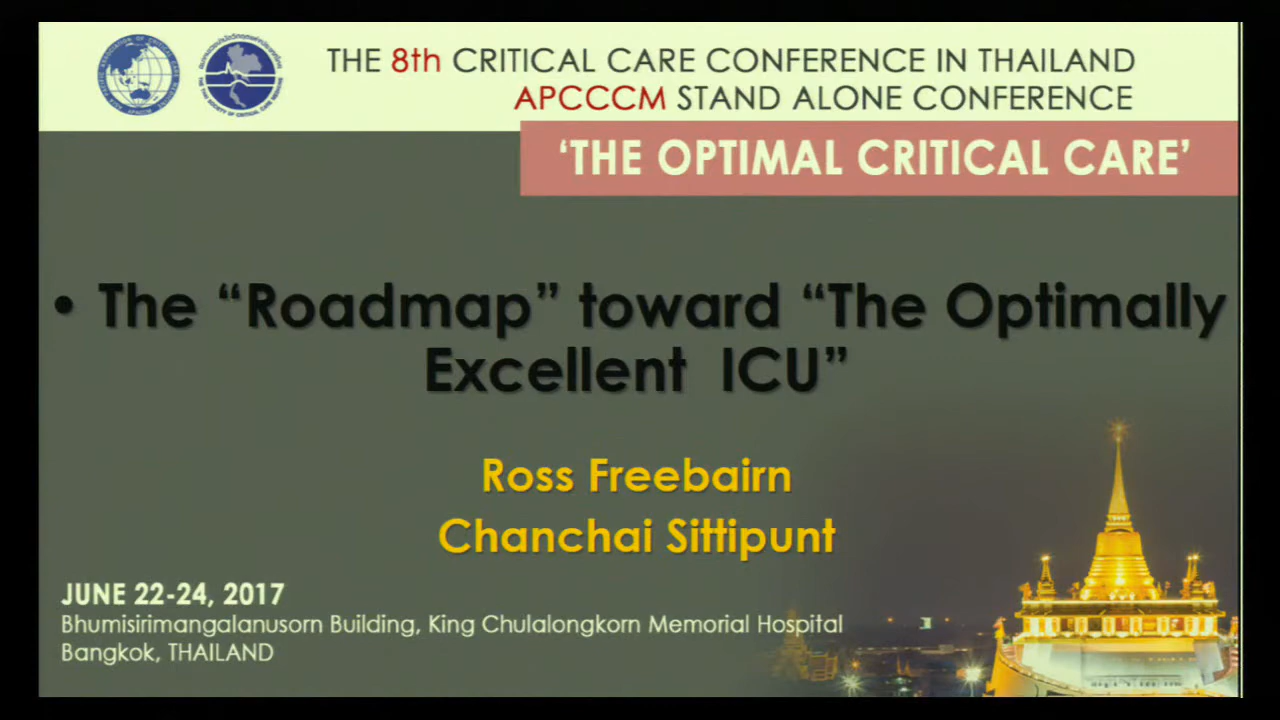 THE 8th CRITICAL CARE CONFERENCE IN THAILAND
APCCCM STAND ALONE CONFERENCE
‘THE OPTIMAL CRITICAL CARE’
• The “Roadmap” toward “The Optimally
Excellent ICU”
Ross Freebairn
Chanchai Sittipunt
JUNE 22-24, 2017
Bhumisirimangalanusorn Building, King Chulalongkorn Memorial Hospital
Bangkok, THAILAND